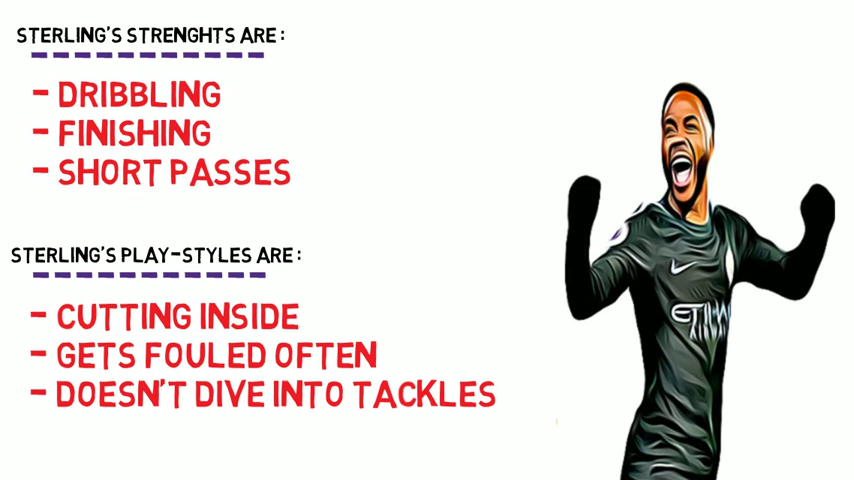 STERLING'S STRENGHTS ARE:
- DRIBBLING
- FINISHING
- SHORT PASSES
STERLING'S PLAY-STYLES ARE:
- CUTTING INSIDE
- GETS FOULED OFTEN
- DOESN'T DIVE INTO TACKLES